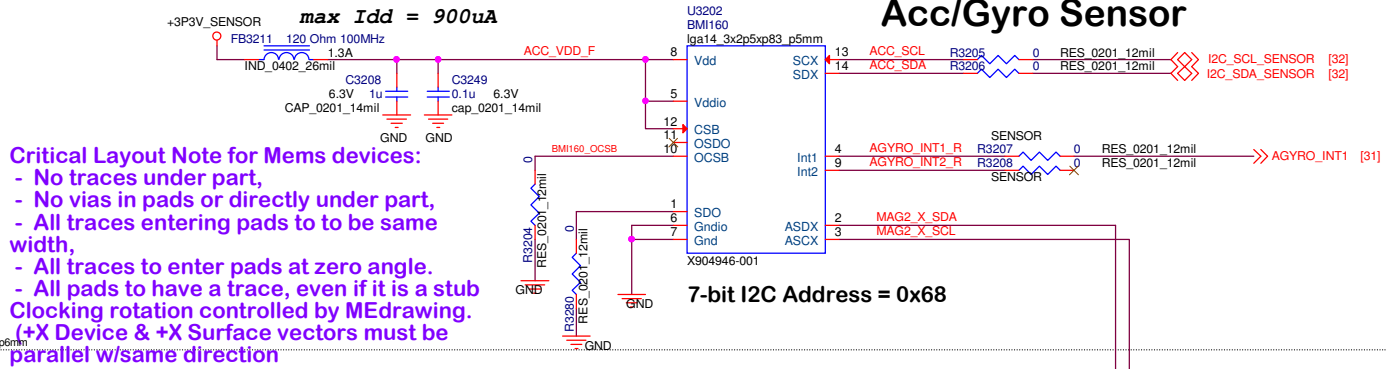 max Idd = 900uA
Acc/Gyro Sensor
+3P3V_SENSOR
FB3211 120 Ohm 100MHz
1.3A
IND_0402_26mil
ACC_VDD_F
C3208
6.3V 1u
CAP_0201_14mil
GND
C3249
0.1u 6.3V
cap_0201_14mil
GND
U3202
BMI160
lga14_3x2p5xp83_p5mm
8 Vdd
5 Vddio
12 CSB
11 OSDO
10 OCSB
1 SDO
6 Gndio
7 Gnd
SCX 13
SDX 14
Int1 4
Int2 9
ASDX 2
ASCX 3
X904946-001
7-bit I2C Address = 0x68
ACC_SCL R3205 0 RES_0201_12mil I2C_SCL_SENSOR [32]
ACC_SDA R3206 0 RES_0201_12mil I2C_SDA_SENSOR [32]
SENSOR
AGYRO_INT1_R R3207 0 RES_0201_12mil AGYRO_INT1 [31]
AGYRO_INT2_R R3208 0 RES_0201_12mil
SENSOR
MAG2_X_SDA
MAG2_X_SCL
BMI160_OCSB
R3204
0
RES_0201_12mil
GND
R3280
0
RES_0201_12mil
GND
GND
Critical Layout Note for Mems devices:
- No traces under part,
- No vias in pads or directly under part,
- All traces entering pads to to be same
width,
- All traces to enter pads at zero angle.
- All pads to have a trace, even if it is a stub
Clocking rotation controlled by MEdrawing.
(+X Device & +X Surface vectors must be
parallel w/same direction
p6mm